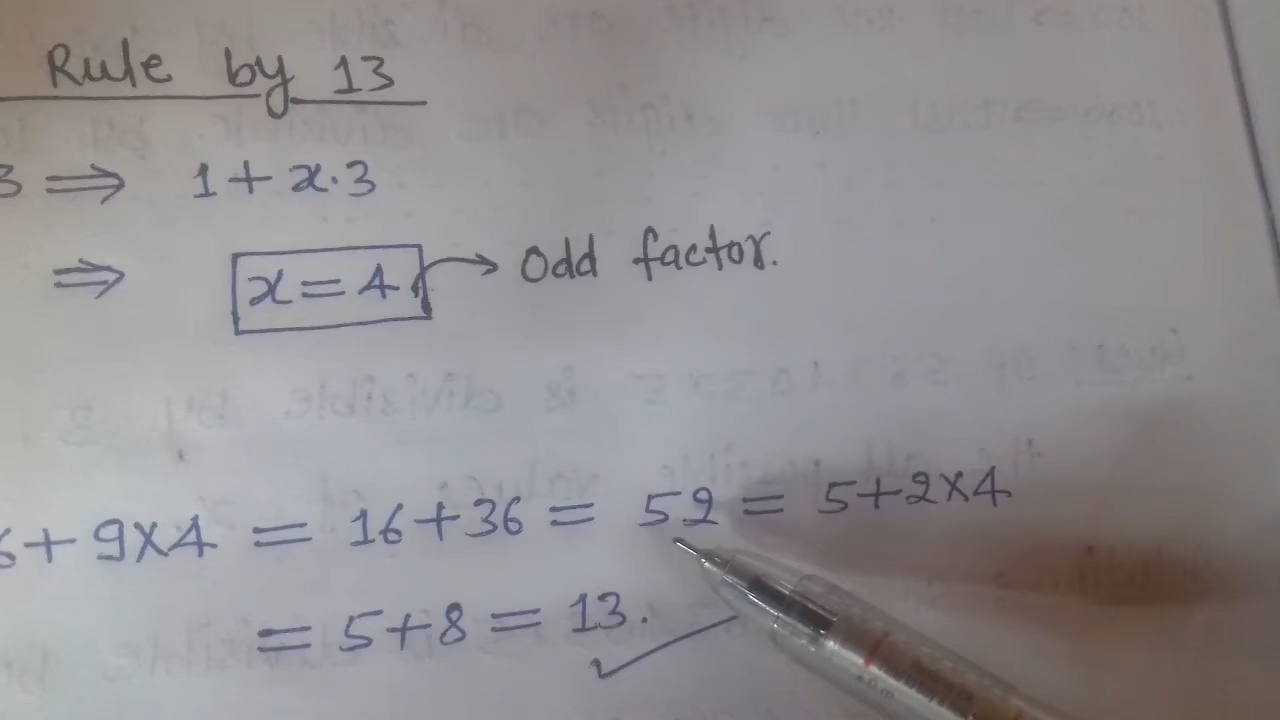 Rule by 13
3 ⇒ 1 + x·3
⇒ x = 4 → odd factor.
6 + 9×4 = 16 + 36 = 52 = 5 + 2×4
= 5 + 8 = 13.